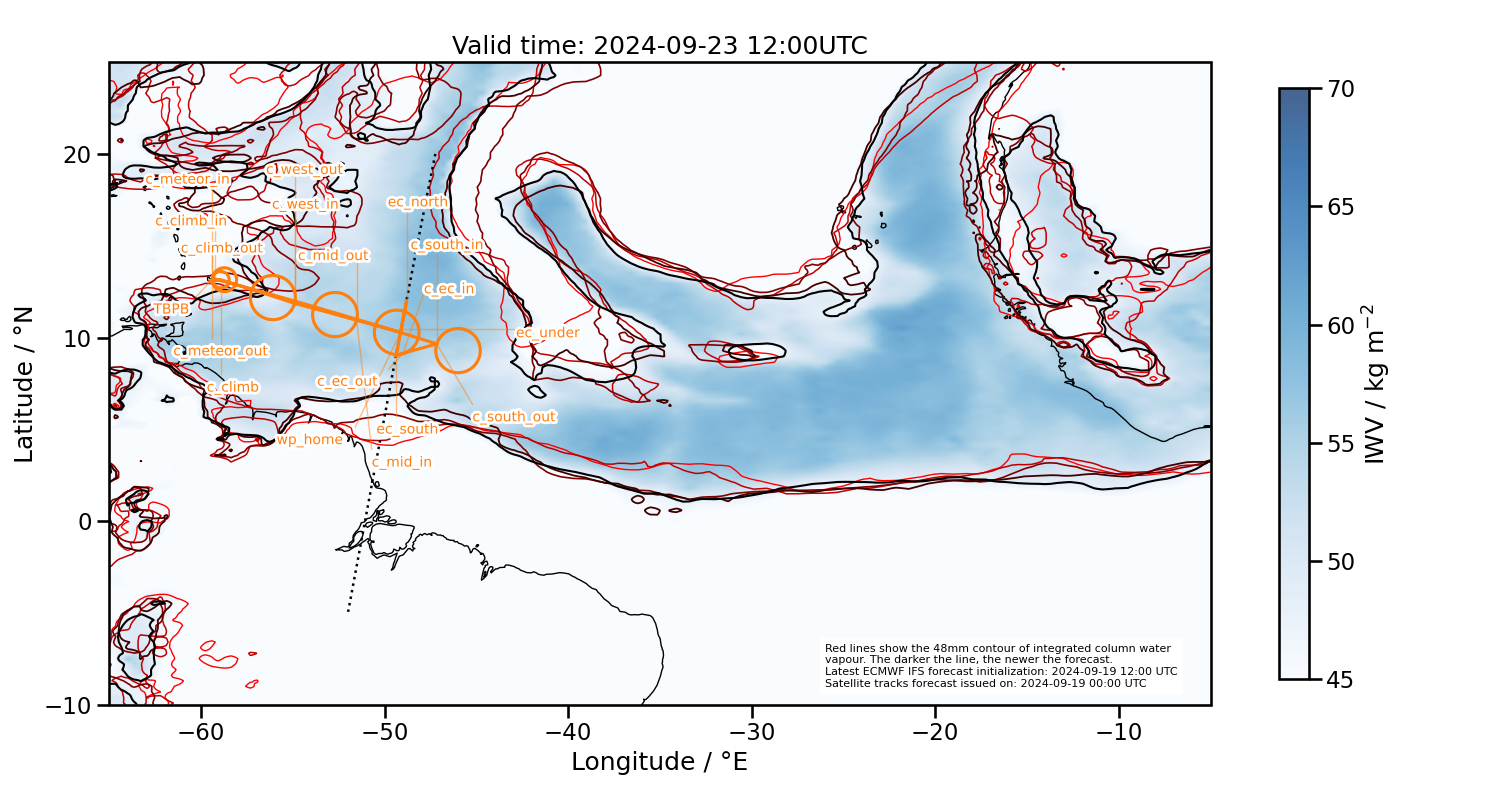 Valid time: 2024-09-23 12:00UTC
Latitude / °N
20
10
0
−10
c_west_out
c_meteor_in
c_west_in
ec_north
c_climb_in
c_climb_out
c_mid_out
c_south_in
c_ec_in
TBPB
ec_under
c_meteor_out
c_climb
c_ec_out
c_south_out
ec_south
wp_home
c_mid_in
Red lines show the 48mm contour of integrated column water
vapour. The darker the line, the newer the forecast.
Latest ECMWF IFS forecast initialization: 2024-09-19 12:00 UTC
Satellite tracks forecast issued on: 2024-09-19 00:00 UTC
−60
−50
−40
−30
−20
−10
Longitude / °E
70
65
60
55
50
45
IWV / kg m⁻²